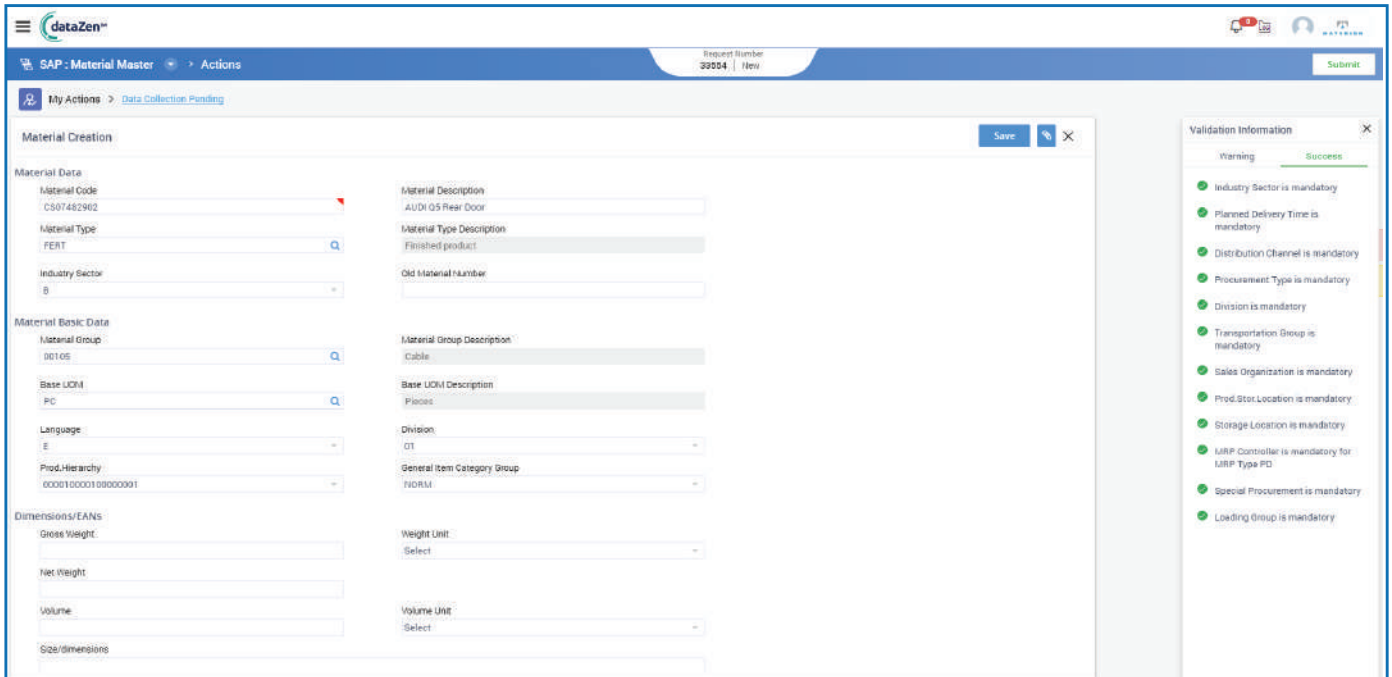 dataZen
SAP : Material Master > Actions
Request Number
33554 | New
Submit
My Actions > Data Collection Pending
Material Creation
Save
Material Data
Material Code
CS07482902
Material Description
AUDI Q5 Rear Door
Material Type
FERT
Material Type Description
Finished product
Industry Sector
B
Old Material Number
Material Basic Data
Material Group
00105
Material Group Description
Cable
Base UOM
PC
Base UOM Description
Pieces
Language
E
Division
01
Prod.Hierarchy
General Item Category Group
NORM
Dimensions/EANs
Gross Weight
Weight Unit
Select
Net Weight
Volume
Volume Unit
Select
Size/dimensions
Validation Information
Warning
Success
Industry Sector is mandatory
Planned Delivery Time is
mandatory
Distribution Channel is mandatory
Procurement Type is mandatory
Division is mandatory
Transportation Group is
mandatory
Sales Organization is mandatory
Prod.Stor.Location is mandatory
Storage Location is mandatory
MRP Controller is mandatory for
MRP Type PD
Special Procurement is mandatory
Loading Group is mandatory